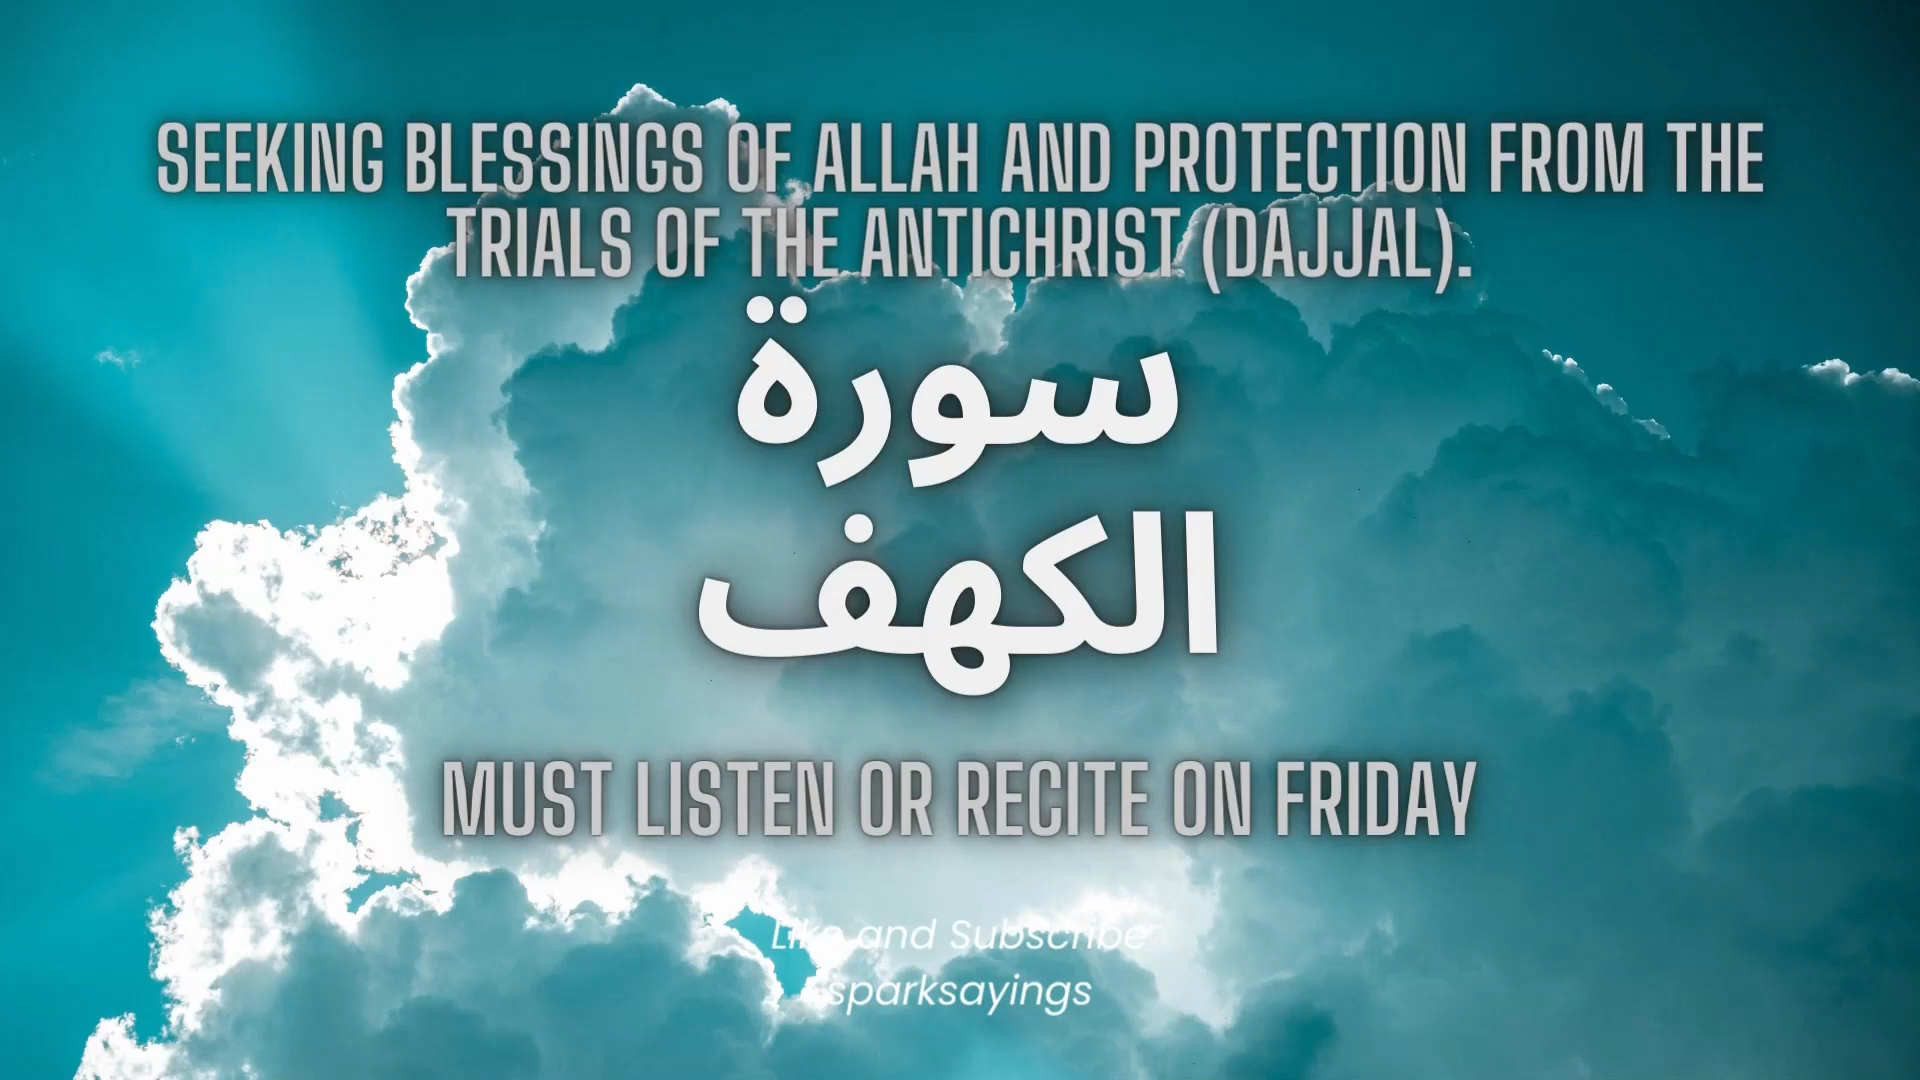 SEEKING BLESSINGS OF ALLAH AND PROTECTION FROM THE
TRIALS OF THE ANTICHRIST (DAJJAL).
سورة
الكهف
MUST LISTEN OR RECITE ON FRIDAY
Like and Subscribe
sparksayings